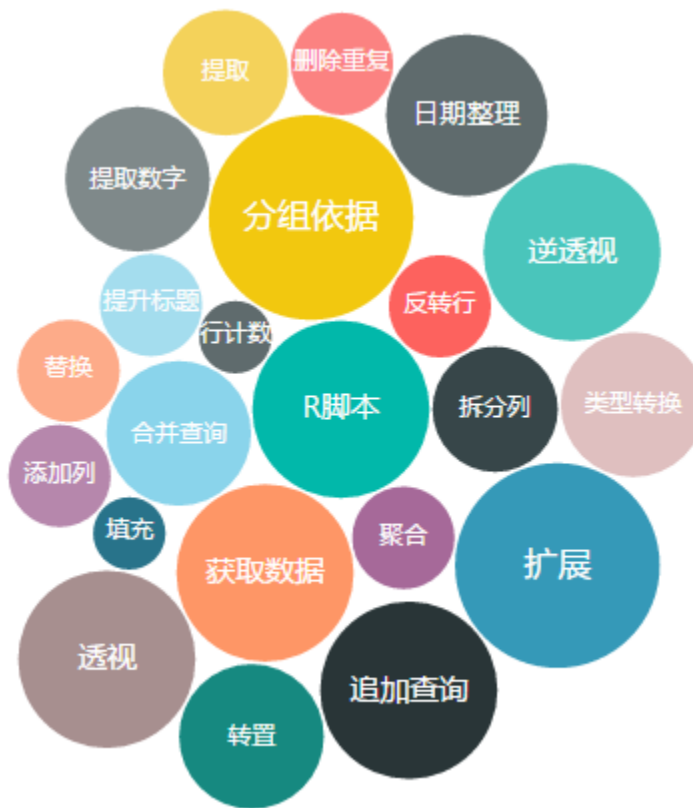 提取
删除重复
日期整理
提取数字
分组依据
逆透视
提升标题
行计数
反转行
替换
合并查询
R脚本
拆分列
类型转换
添加列
填充
获取数据
聚合
扩展
透视
追加查询
转置